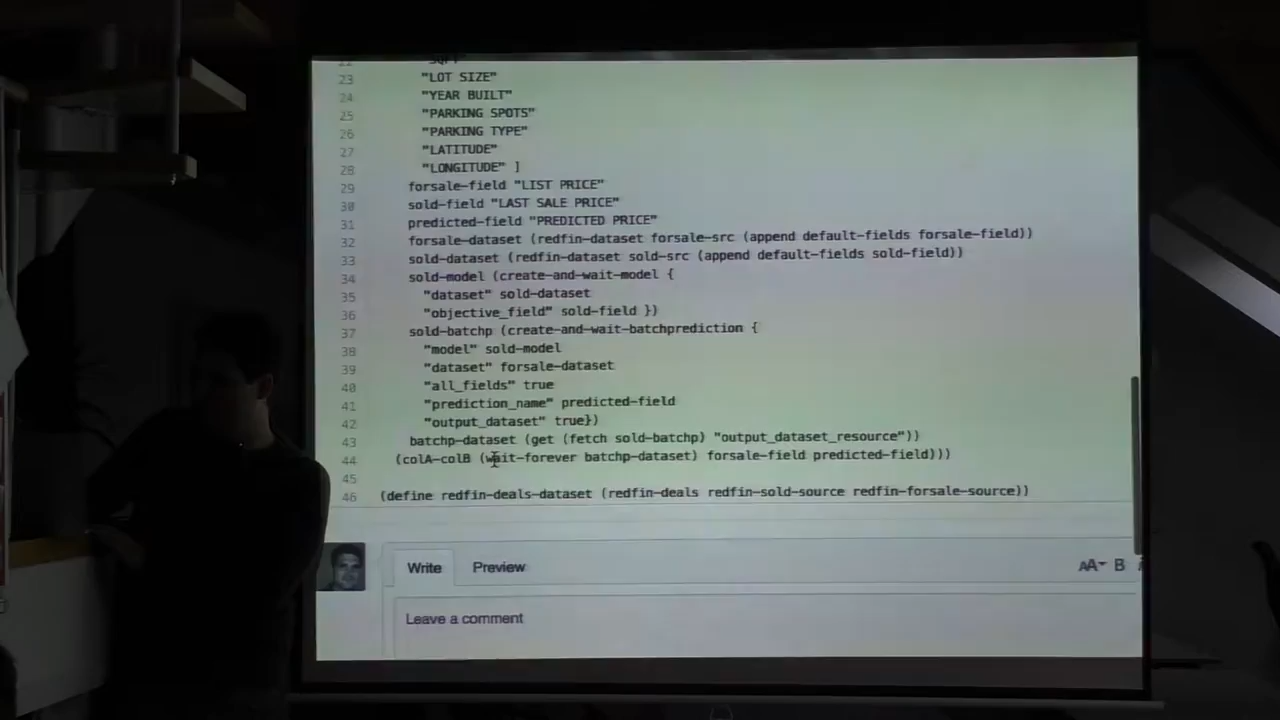 22 "SQFT"
23 "LOT SIZE"
24 "YEAR BUILT"
25 "PARKING SPOTS"
26 "PARKING TYPE"
27 "LATITUDE"
28 "LONGITUDE" ]
29 forsale-field "LIST PRICE"
30 sold-field "LAST SALE PRICE"
31 predicted-field "PREDICTED PRICE"
32 forsale-dataset (redfin-dataset forsale-src (append default-fields forsale-field))
33 sold-dataset (redfin-dataset sold-src (append default-fields sold-field))
34 sold-model (create-and-wait-model {
35 "dataset" sold-dataset
36 "objective_field" sold-field })
37 sold-batchp (create-and-wait-batchprediction {
38 "model" sold-model
39 "dataset" forsale-dataset
40 "all_fields" true
41 "prediction_name" predicted-field
42 "output_dataset" true})
43 batchp-dataset (get (fetch sold-batchp) "output_dataset_resource"))
44 (colA-colB (wait-forever batchp-dataset) forsale-field predicted-field)))
45
46 (define redfin-deals-dataset (redfin-deals redfin-sold-source redfin-forsale-source))
Write Preview AA B
Leave a comment